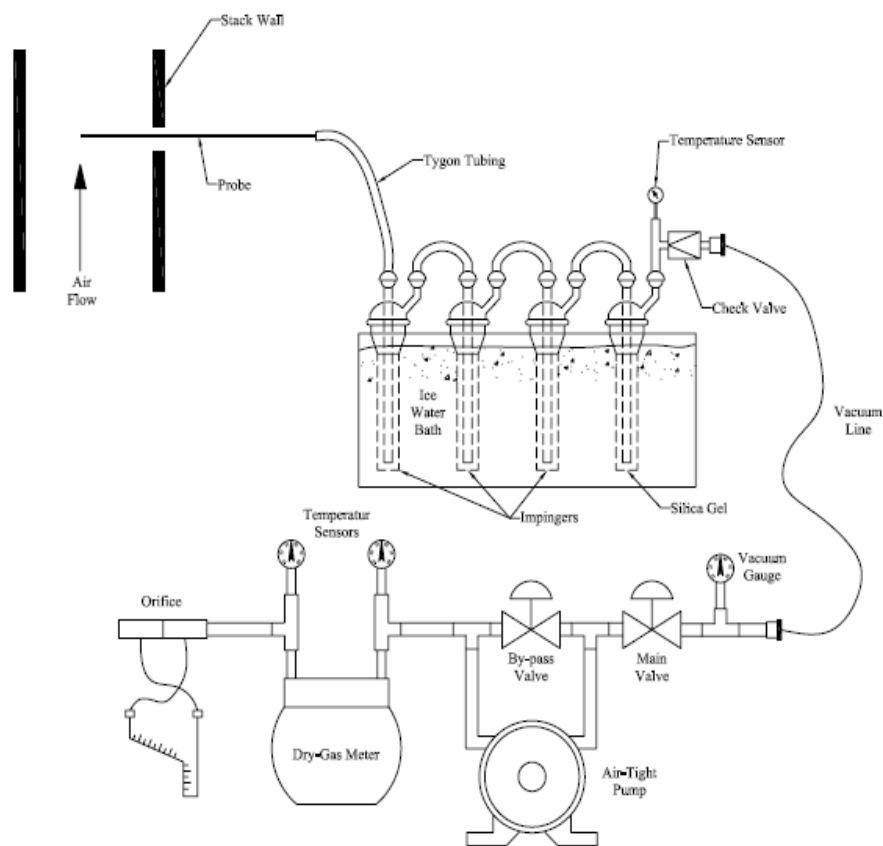 Stack Wall
Temperature Sensor
Tygon Tubing
Probe
Air
Flow
Check Valve
Ice
Water
Bath
Vacuum
Line
Impingers
Silica Gel
Temperatur
Sensors
Vacuum
Gauge
Orifice
By-pass
Valve
Main
Valve
Dry-Gas Meter
Air-Tight
Pump